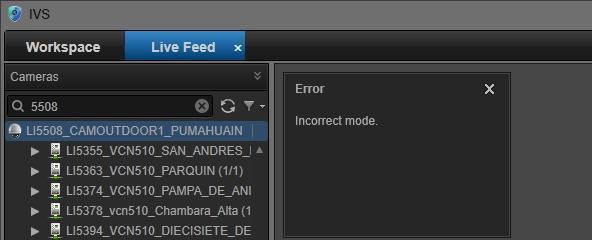 IVS
Workspace
Live Feed
Cameras
5508
LI5508_CAMOUTDOOR1_PUMAHUAIN
LI5355_VCN510_SAN_ANDRES_
LI5363_VCN510_PARQUIN (1/1)
LI5374_VCN510_PAMPA_DE_ANI
LI5378_vcn510_Chambara_Alta (1
LI5394_VCN510_DIECISIETE_DE
Error
Incorrect mode.